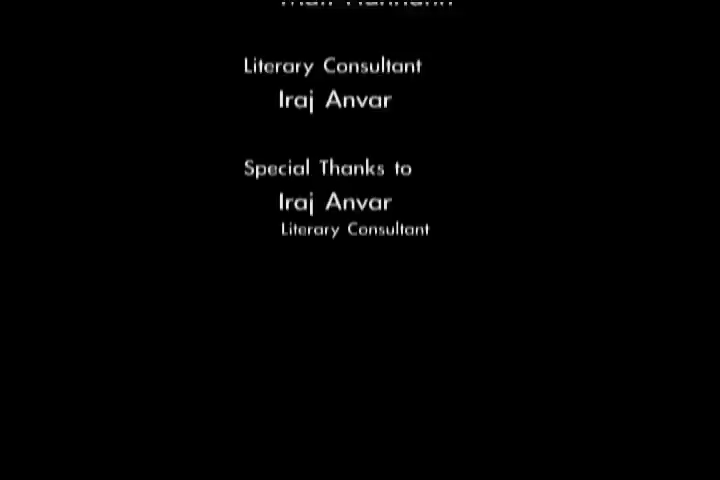 Literary Consultant
Iraj Anvar
Special Thanks to
Iraj Anvar
Literary Consultant